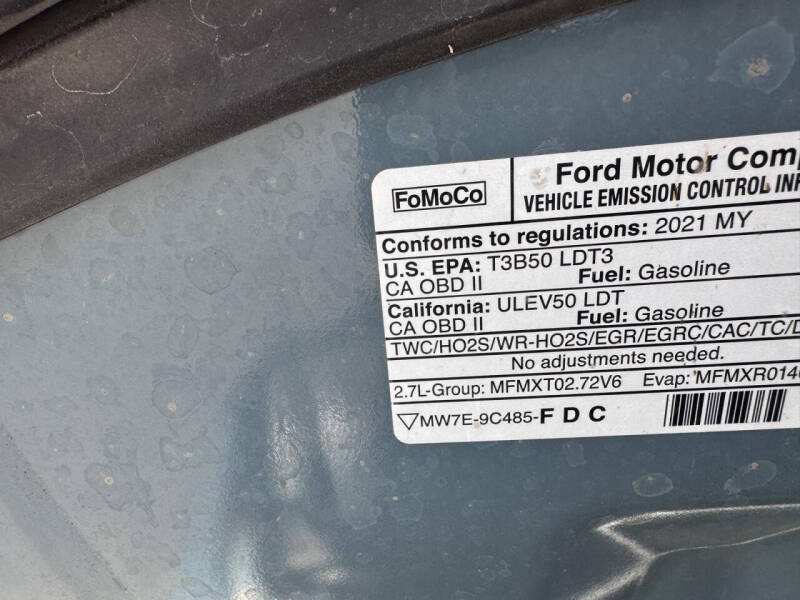 FoMoCo
Ford Motor Comp
VEHICLE EMISSION CONTROL INF
Conforms to regulations: 2021 MY
U.S. EPA: T3B50 LDT3
CA OBD II Fuel: Gasoline
California: ULEV50 LDT
CA OBD II Fuel: Gasoline
TWC/HO2S/WR-HO2S/EGR/EGRC/CAC/TC/D
No adjustments needed.
2.7L-Group: MFMXT02.72V6 Evap: MFMXR014
MW7E-9C485-F D C